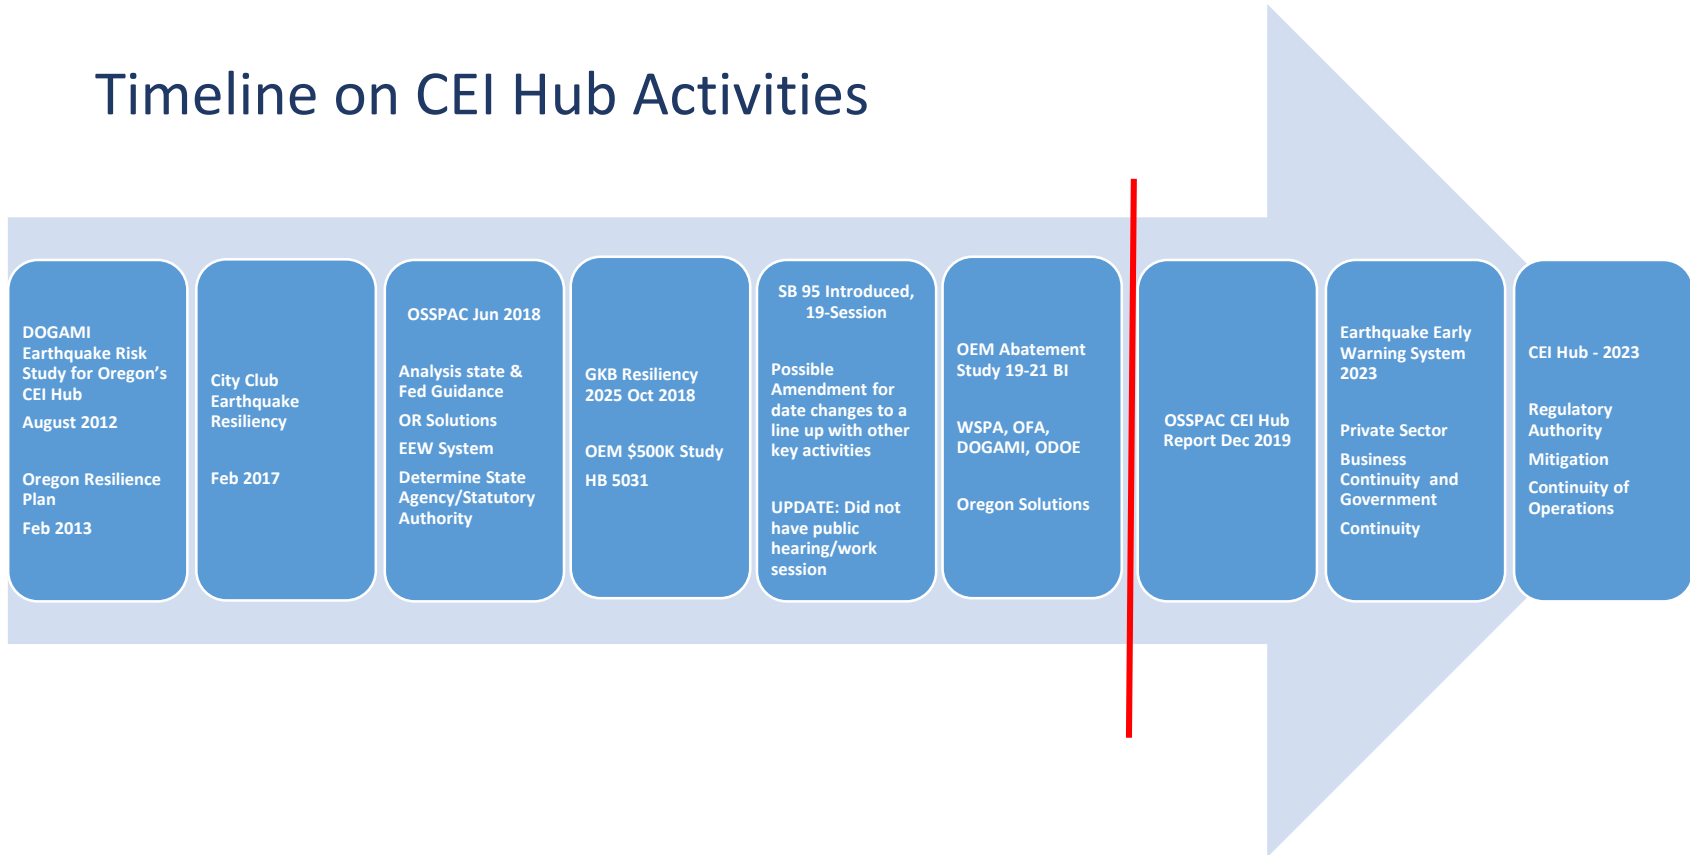 Timeline on CEI Hub Activities
DOGAMI
Earthquake Risk
Study for Oregon’s
CEI Hub
August 2012
Oregon Resilience
Plan
Feb 2013
City Club
Earthquake
Resiliency
Feb 2017
OSSPAC Jun 2018
Analysis state &
Fed Guidance
OR Solutions
EEW System
Determine State
Agency/Statutory
Authority
GKB Resiliency
2025 Oct 2018
OEM $500K Study
HB 5031
SB 95 Introduced,
19-Session
Possible
Amendment for
date changes to a
line up with other
key activities
UPDATE: Did not
have public
hearing/work
session
OEM Abatement
Study 19-21 BI
WSPA, OFA,
DOGAMI, ODOE
Oregon Solutions
OSSPAC CEI Hub
Report Dec 2019
Earthquake Early
Warning System
2023
Private Sector
Business
Continuity and
Government
Continuity
CEI Hub - 2023
Regulatory
Authority
Mitigation
Continuity of
Operations